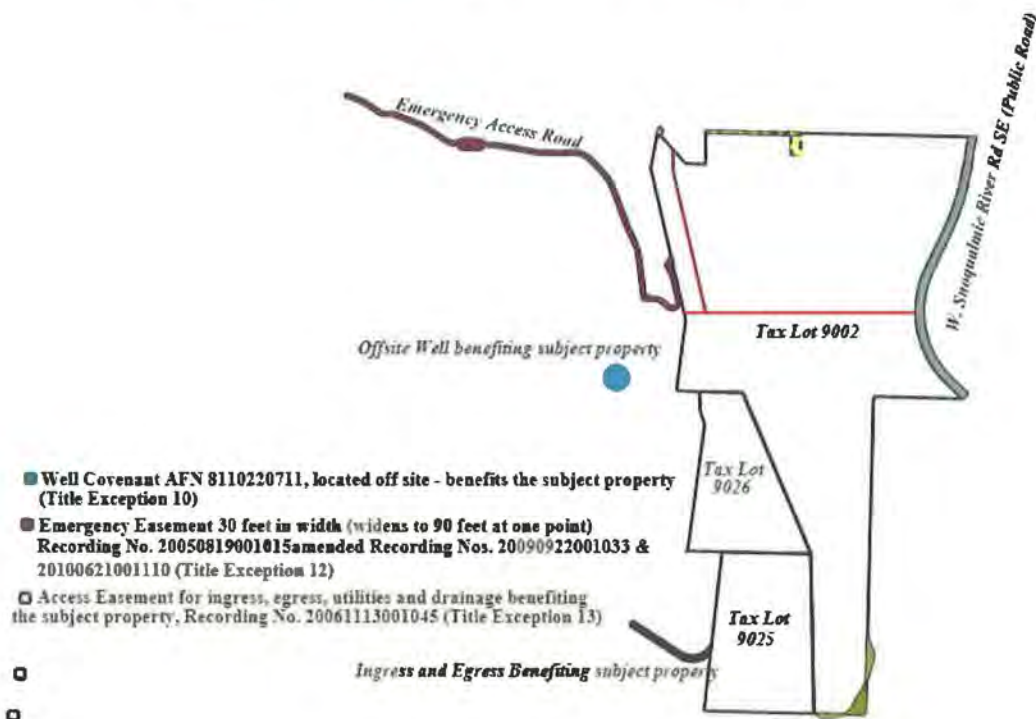 Emergency Access Road
W. Snoqualmie River Rd SE (Public Road)
Tax Lot 9002
Offsite Well benefiting subject property
Tax Lot
9026
Well Covenant AFN 8110220711, located off site - benefits the subject property
(Title Exception 10)
Emergency Easement 30 feet in width (widens to 90 feet at one point)
Recording No. 20050819001015amended Recording Nos. 20090922001033 &
20100621001110 (Title Exception 12)
Access Easement for ingress, egress, utilities and drainage benefiting
the subject property, Recording No. 20061113001045 (Title Exception 13)
Tax Lot
9025
Ingress and Egress Benefiting subject property